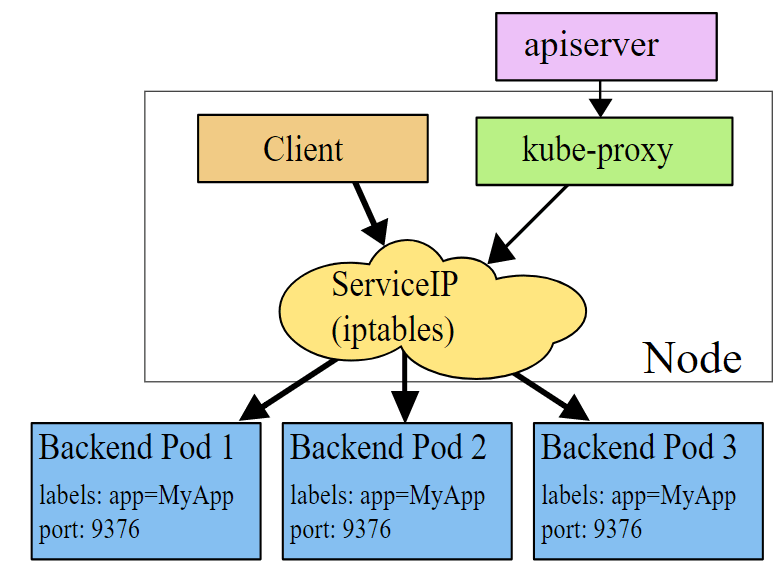 apiserver
Client
kube-proxy
ServiceIP
(iptables)
Node
Backend Pod 1
labels: app=MyApp
port: 9376
Backend Pod 2
labels: app=MyApp
port: 9376
Backend Pod 3
labels: app=MyApp
port: 9376